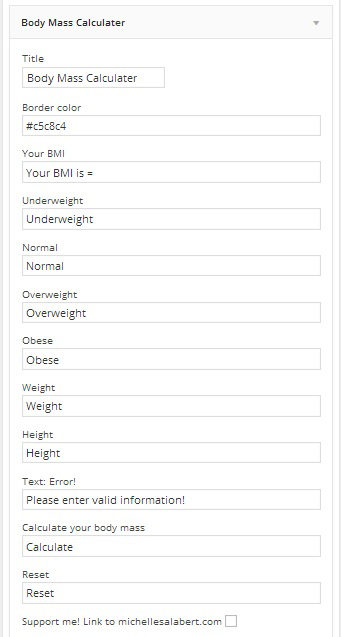 Body Mass Calculater
Title
Body Mass Calculater
Border color
#c5c8c4
Your BMI
Your BMI is =
Underweight
Underweight
Normal
Normal
Overweight
Overweight
Obese
Obese
Weight
Weight
Height
Height
Text: Error!
Please enter valid information!
Calculate your body mass
Calculate
Reset
Reset
Support me! Link to michellesalabert.com